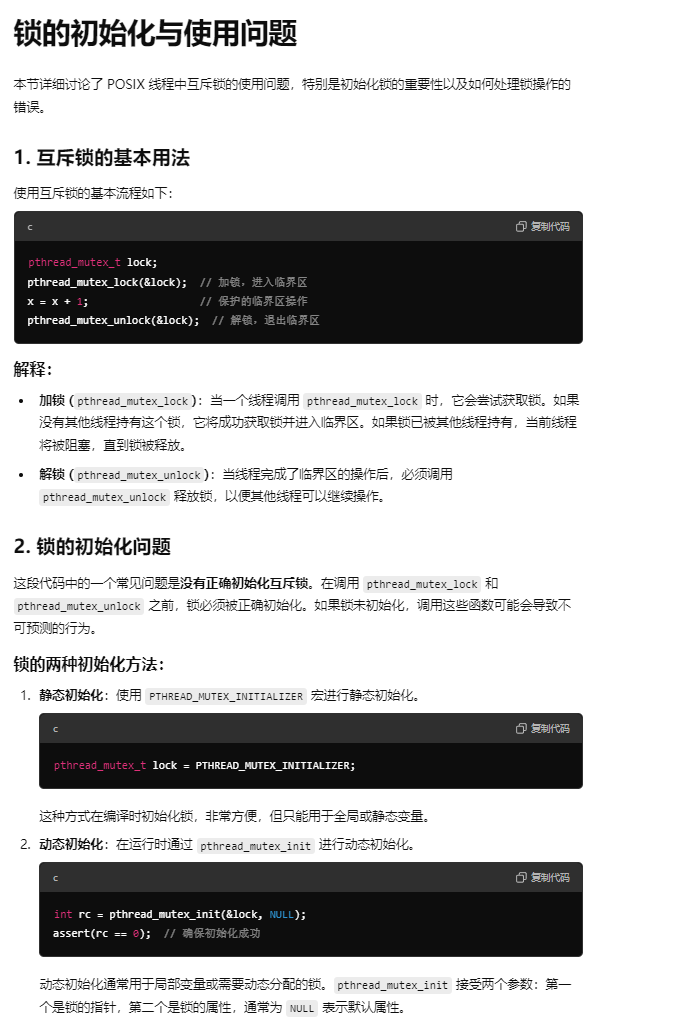 锁的初始化与使用问题
本节详细讨论了 POSIX 线程中互斥锁的使用问题，特别是初始化锁的重要性以及如何处理锁操作的
错误。
1. 互斥锁的基本用法
使用互斥锁的基本流程如下：
c
复制代码
pthread_mutex_t lock;
pthread_mutex_lock(&lock);  // 加锁，进入临界区
x = x + 1;                  // 保护的临界区操作
pthread_mutex_unlock(&lock);  // 解锁，退出临界区
解释：
• 加锁 (pthread_mutex_lock)：当一个线程调用 pthread_mutex_lock 时，它会尝试获取锁。如果
没有其他线程持有这个锁，它将成功获取锁并进入临界区。如果锁已被其他线程持有，当前线程
将被阻塞，直到锁被释放。
• 解锁 (pthread_mutex_unlock)：当线程完成了临界区的操作后，必须调用
pthread_mutex_unlock 释放锁，以便其他线程可以继续操作。
2. 锁的初始化问题
这段代码中的一个常见问题是没有正确初始化互斥锁。在调用 pthread_mutex_lock 和
pthread_mutex_unlock 之前，锁必须被正确初始化。如果锁未初始化，调用这些函数可能会导致不
可预测的行为。
锁的两种初始化方法：
1. 静态初始化：使用 PTHREAD_MUTEX_INITIALIZER 宏进行静态初始化。
c
复制代码
pthread_mutex_t lock = PTHREAD_MUTEX_INITIALIZER;
这种方式在编译时初始化锁，非常方便，但只能用于全局或静态变量。
2. 动态初始化：在运行时通过 pthread_mutex_init 进行动态初始化。
c
复制代码
int rc = pthread_mutex_init(&lock, NULL);
assert(rc == 0);  // 确保初始化成功
动态初始化通常用于局部变量或需要动态分配的锁。pthread_mutex_init 接受两个参数：第一
个是锁的指针，第二个是锁的属性，通常为 NULL 表示默认属性。